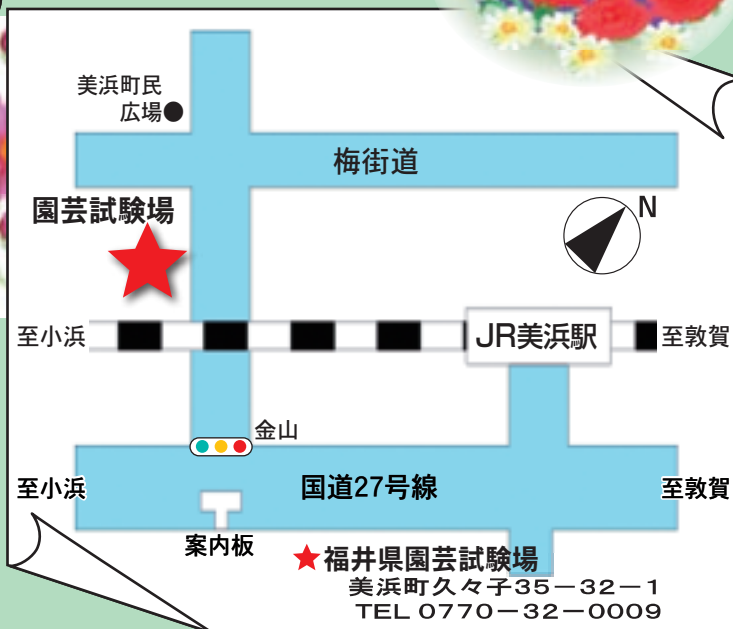 美浜町民
広場●
梅街道
園芸試験場
N
至小浜
JR美浜駅
至敦賀
金山
至小浜
国道27号線
至敦賀
案内板
★福井県園芸試験場
美浜町久々子35−32−1
TEL 0770−32−0009